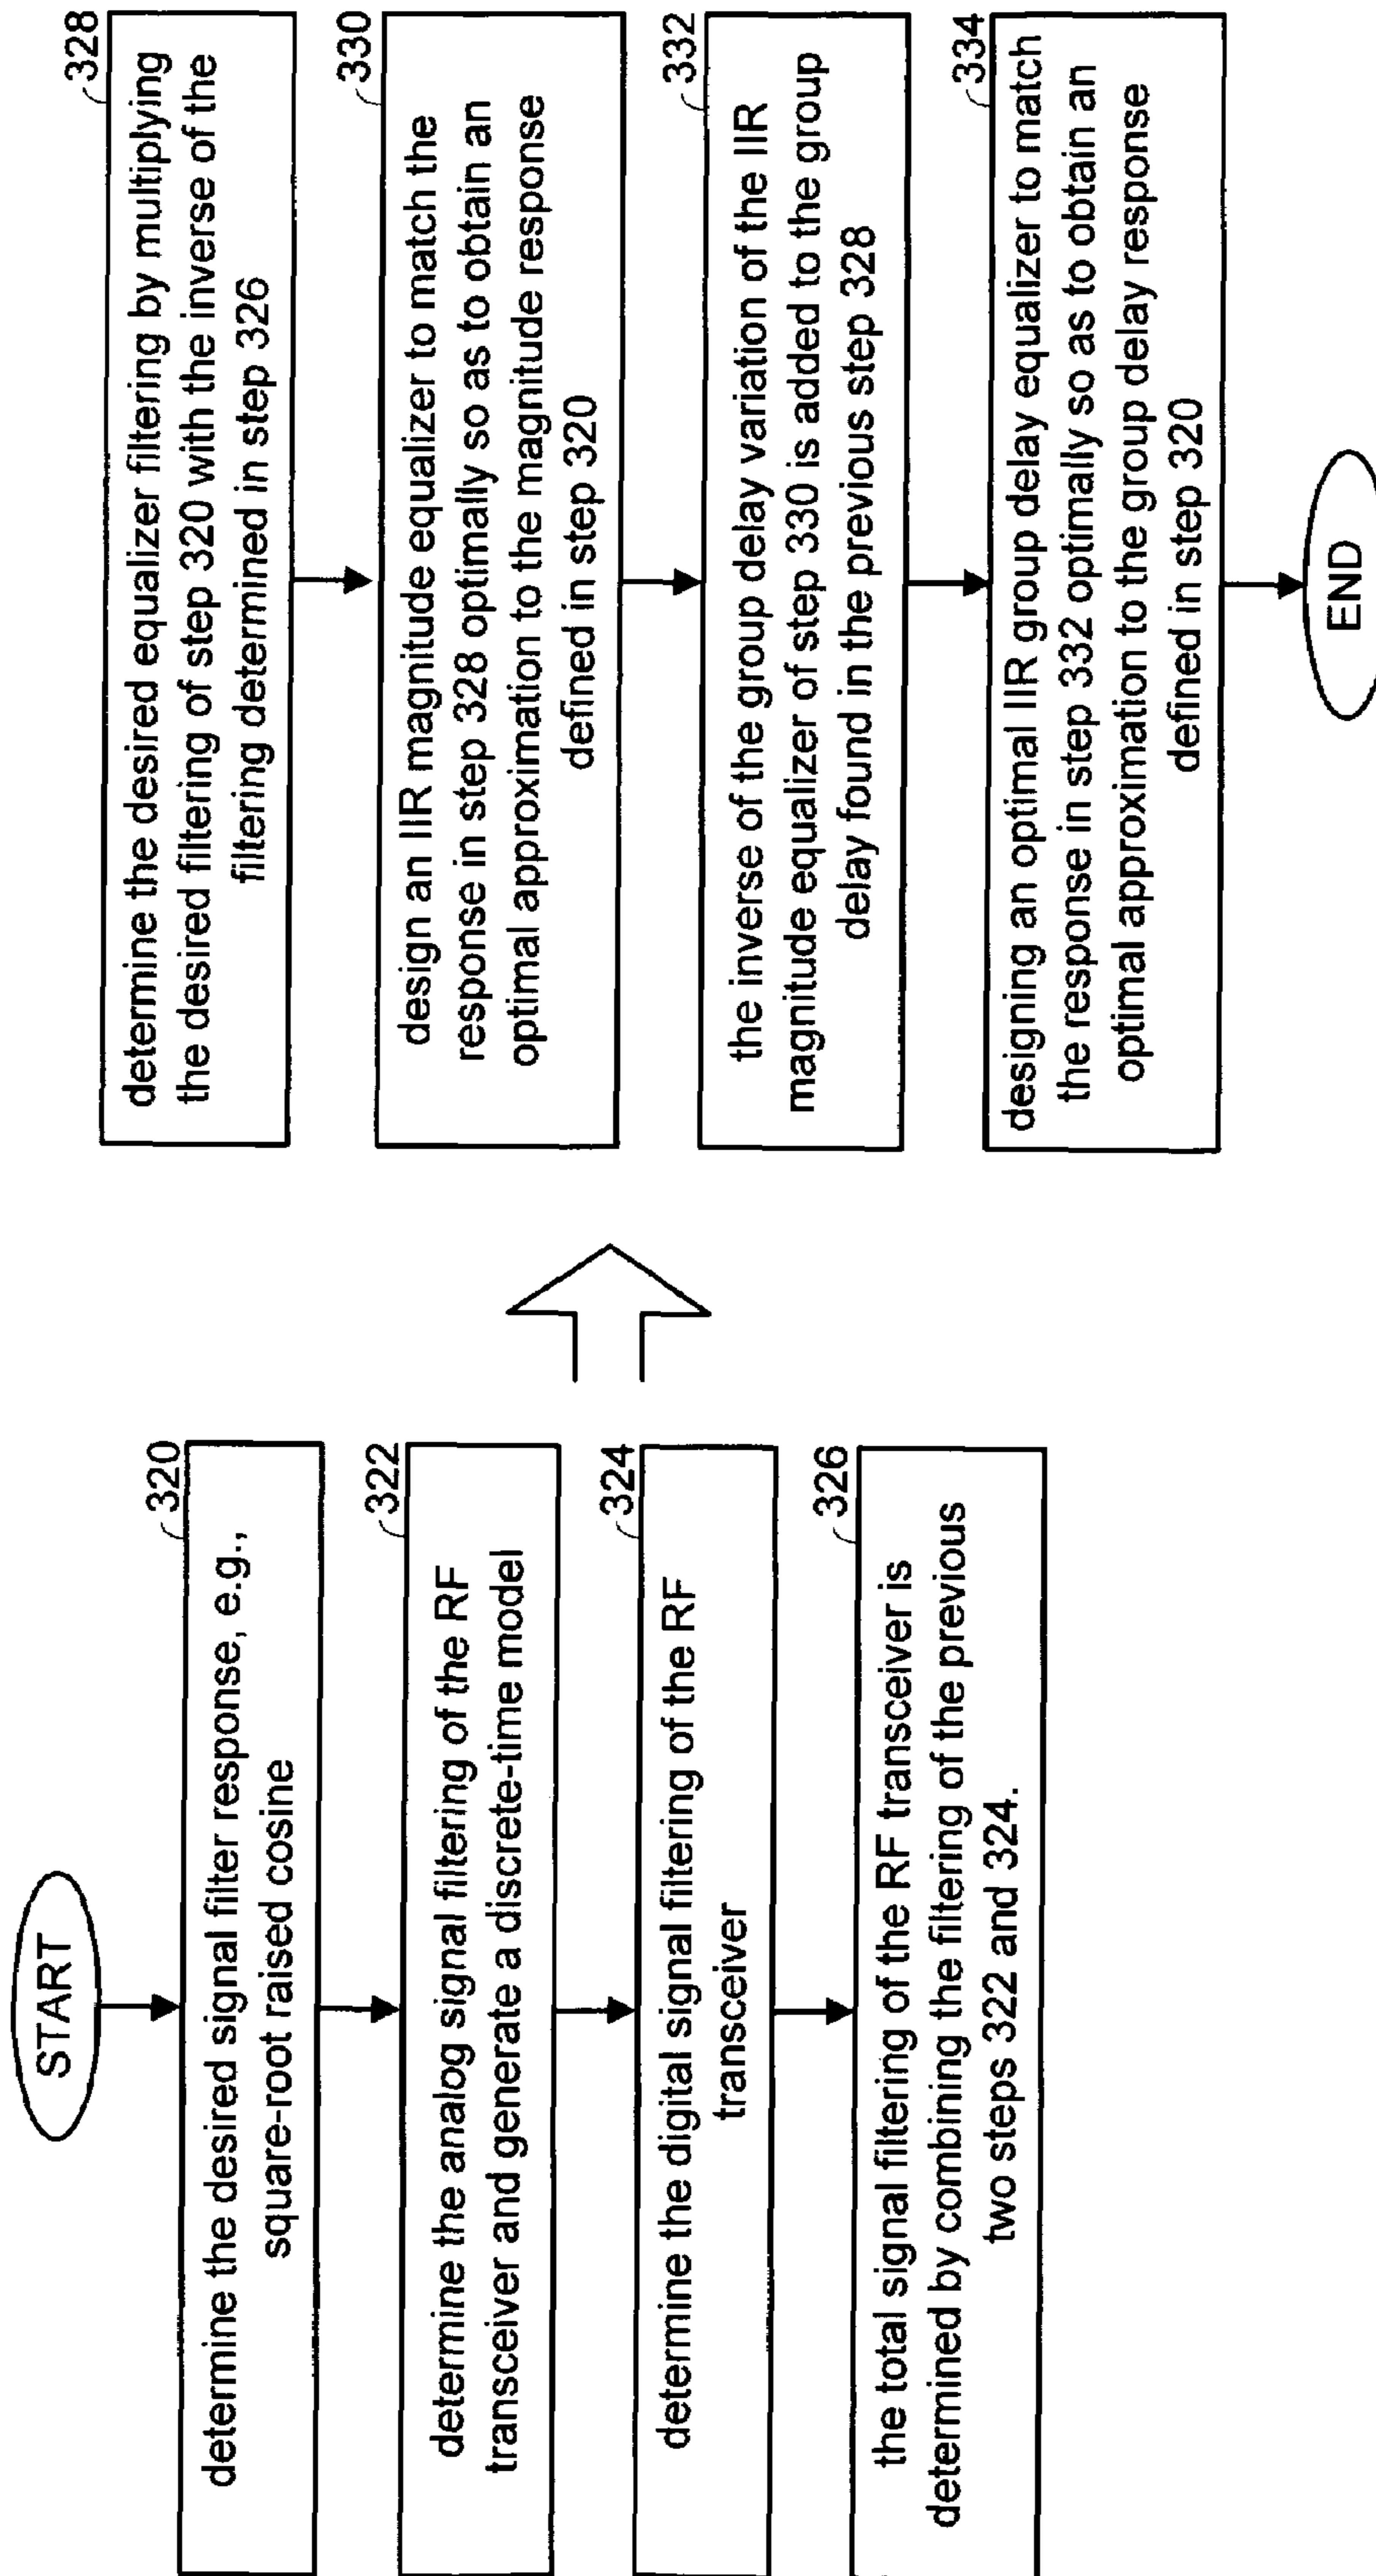 START
320
determine the desired signal filter response, e.g.,
square-root raised cosine
322
determine the analog signal filtering of the RF
transceiver and generate a discrete-time model
324
determine the digital signal filtering of the RF
transceiver
326
the total signal filtering of the RF transceiver is
determined by combining the filtering of the previous
two steps 322 and 324.
328
determine the desired equalizer filtering by multiplying
the desired filtering of step 320 with the inverse of the
filtering determined in step 326
330
design an IIR magnitude equalizer to match the
response in step 328 optimally so as to obtain an
optimal approximation to the magnitude response
defined in step 320
332
the inverse of the group delay variation of the IIR
magnitude equalizer of step 330 is added to the group
delay found in the previous step 328
334
designing an optimal IIR group delay equalizer to match
the response in step 332 optimally so as to obtain an
optimal approximation to the group delay response
defined in step 320
END